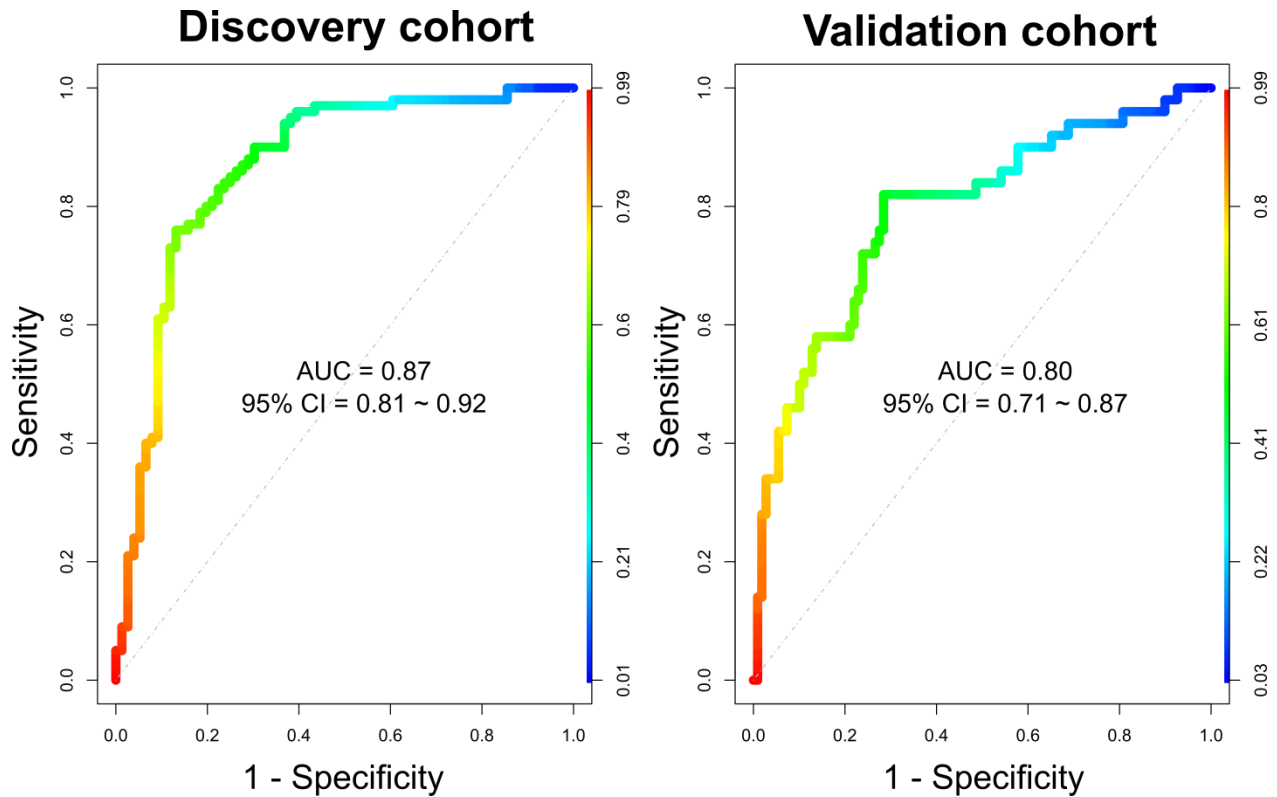 Discovery cohort
Sensitivity
1.0
0.8
0.6
0.4
0.2
0.0
AUC = 0.87
95% CI = 0.81 ~ 0.92
0.99
0.79
0.6
0.4
0.21
0.01
0.0 0.2 0.4 0.6 0.8 1.0
1 - Specificity
Validation cohort
Sensitivity
1.0
0.8
0.6
0.4
0.2
0.0
AUC = 0.80
95% CI = 0.71 ~ 0.87
0.99
0.8
0.61
0.41
0.22
0.03
0.0 0.2 0.4 0.6 0.8 1.0
1 - Specificity